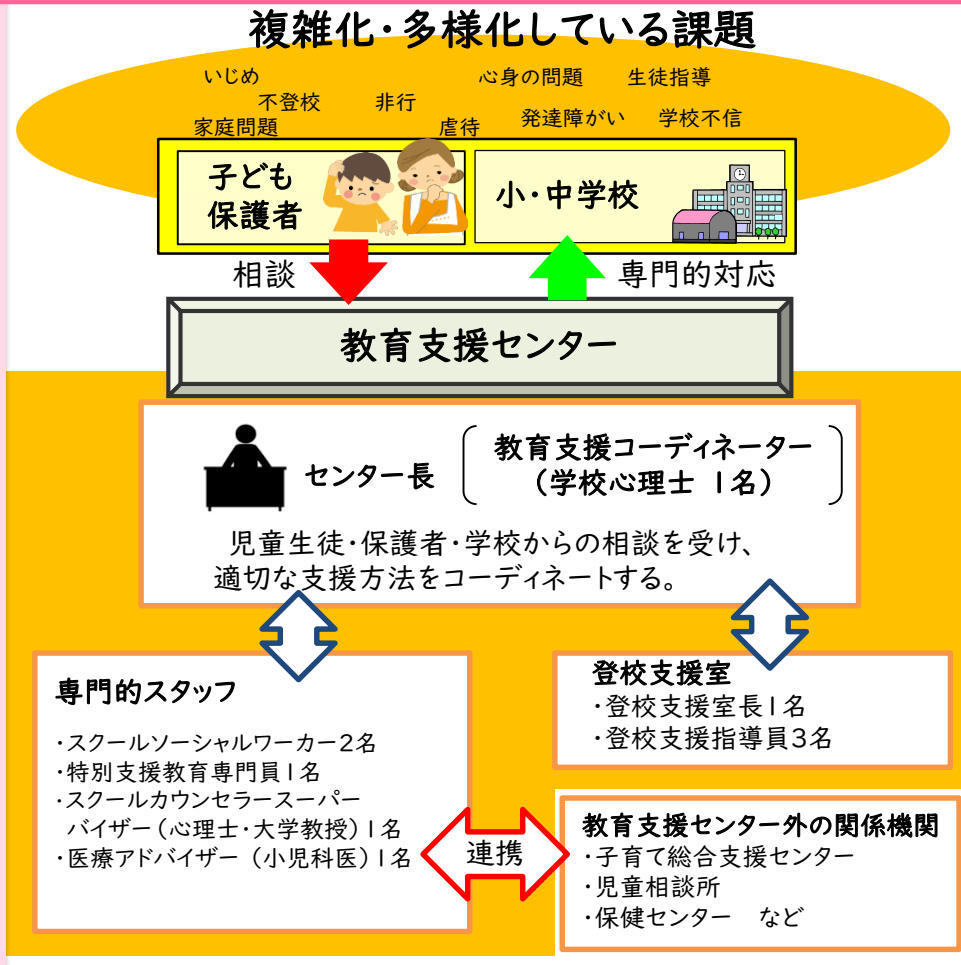 複雑化・多様化している課題
いじめ
心身の問題
生徒指導
不登校
非行
家庭問題
虐待
発達障がい
学校不信
子ども
保護者
小・中学校
相談
専門的対応
教育支援センター
センター長
教育支援コーディネーター
（学校心理士 1名）
児童生徒・保護者・学校からの相談を受け、
適切な支援方法をコーディネートする。
専門的スタッフ
・スクールソーシャルワーカー2名
・特別支援教育専門員1名
・スクールカウンセラースーパー
バイザー（心理士・大学教授）1名
・医療アドバイザー（小児科医）1名
登校支援室
・登校支援室長1名
・登校支援指導員3名
連携
教育支援センター外の関係機関
・子育て総合支援センター
・児童相談所
・保健センター　など